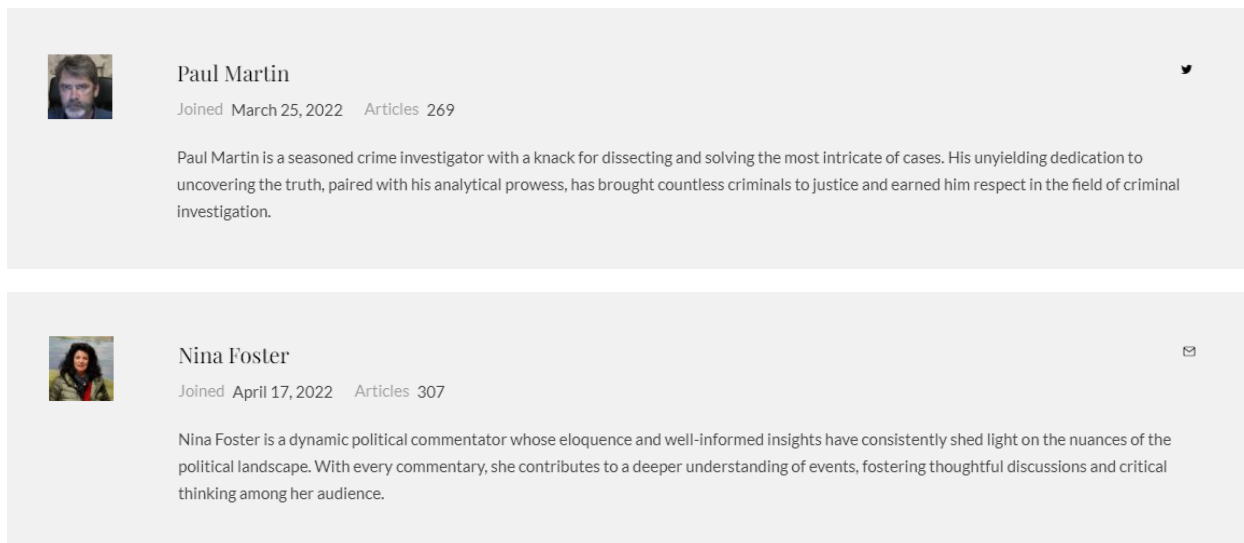 Paul Martin
Joined March 25, 2022 Articles 269
Paul Martin is a seasoned crime investigator with a knack for dissecting and solving the most intricate of cases. His unyielding dedication to
uncovering the truth, paired with his analytical prowess, has brought countless criminals to justice and earned him respect in the field of criminal
investigation.
Nina Foster
Joined April 17, 2022 Articles 307
Nina Foster is a dynamic political commentator whose eloquence and well-informed insights have consistently shed light on the nuances of the
political landscape. With every commentary, she contributes to a deeper understanding of events, fostering thoughtful discussions and critical
thinking among her audience.